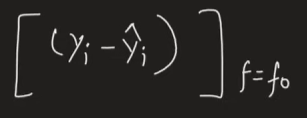 [(yᵢ - ŷᵢ)]f=f₀